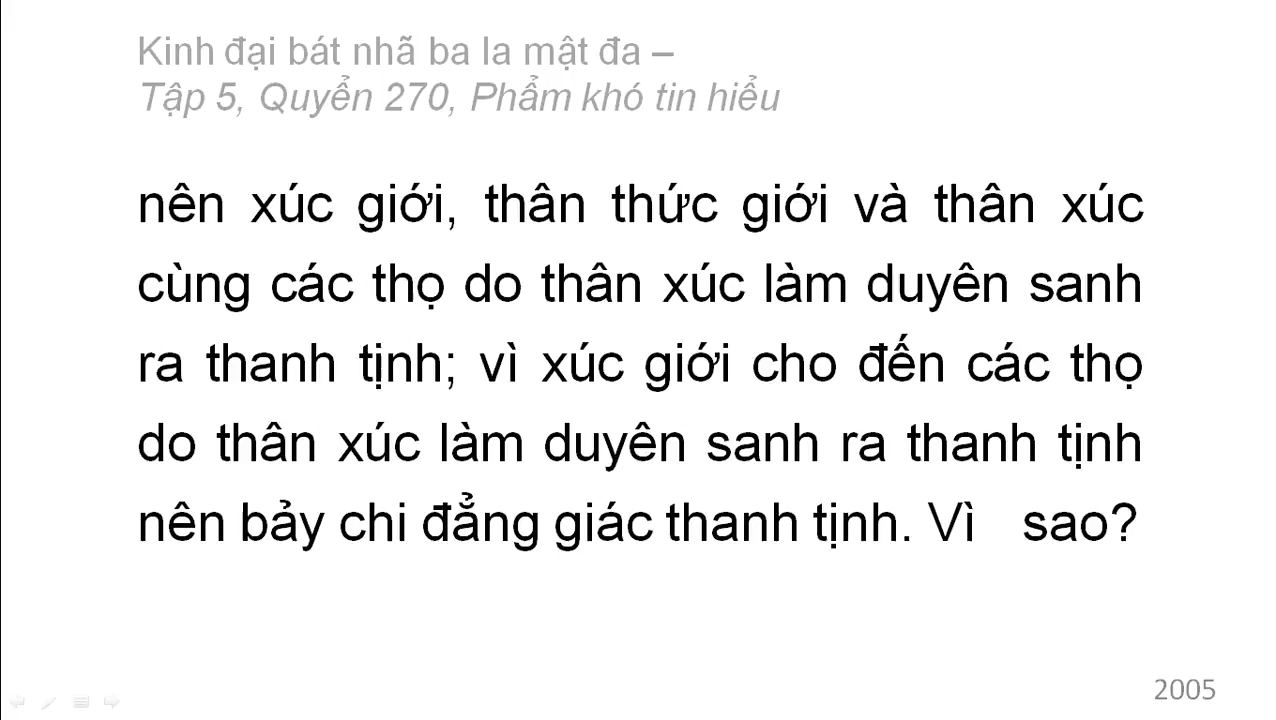 Kinh đại bát nhã ba la mật đa –
Tập 5, Quyển 270, Phẩm khó tin hiểu
nên xúc giới, thân thức giới và thân xúc
cùng các thọ do thân xúc làm duyên sanh
ra thanh tịnh; vì xúc giới cho đến các thọ
do thân xúc làm duyên sanh ra thanh tịnh
nên bảy chi đẳng giác thanh tịnh. Vì sao?
2005